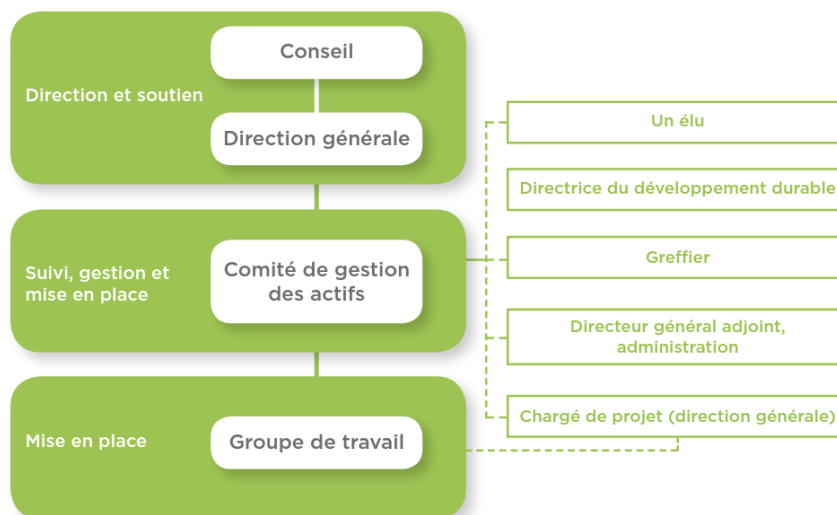 Direction et soutien
Conseil
Direction générale
Suivi, gestion et
mise en place
Comité de gestion
des actifs
Mise en place
Groupe de travail
Un élu
Directrice du développement durable
Greffier
Directeur général adjoint,
administration
Chargé de projet (direction générale)